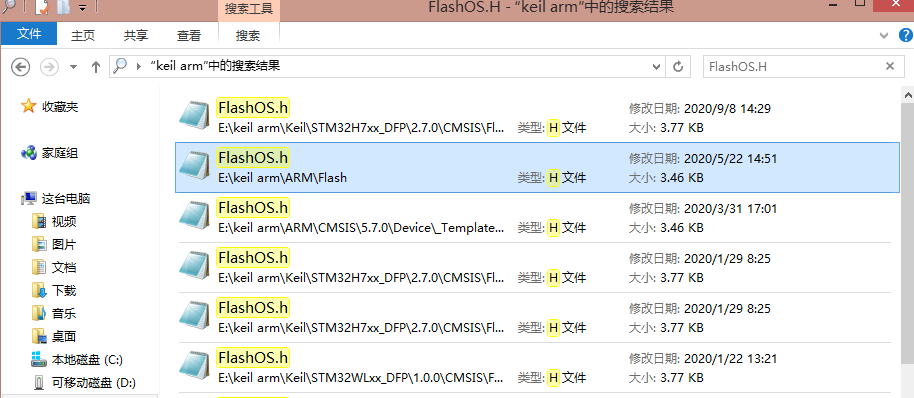 搜索工具
FlashOS.H - “keil arm”中的搜索结果
文件 主页 共享 查看 搜索
“keil arm”中的搜索结果
FlashOS.H
收藏夹
家庭组
这台电脑
视频
图片
文档
下载
音乐
桌面
本地磁盘 (C:)
可移动磁盘 (D:)
FlashOS.h 修改日期: 2020/9/8 14:29
E:\keil arm\Keil\STM32H7xx_DFP\2.7.0\CMSIS\Fl... 类型: H 文件 大小: 3.77 KB
FlashOS.h 修改日期: 2020/5/22 14:51
E:\keil arm\ARM\Flash 类型: H 文件 大小: 3.46 KB
FlashOS.h 修改日期: 2020/3/31 17:01
E:\keil arm\ARM\CMSIS\5.7.0\Device\_Template... 类型: H 文件 大小: 3.46 KB
FlashOS.h 修改日期: 2020/1/29 8:25
E:\keil arm\Keil\STM32H7xx_DFP\2.7.0\CMSIS\Fl... 类型: H 文件 大小: 3.77 KB
FlashOS.h 修改日期: 2020/1/29 8:25
E:\keil arm\Keil\STM32H7xx_DFP\2.7.0\CMSIS\Fl... 类型: H 文件 大小: 3.77 KB
FlashOS.h 修改日期: 2020/1/22 13:21
E:\keil arm\Keil\STM32WLxx_DFP\1.0.0\CMSIS\F... 类型: H 文件 大小: 3.77 KB